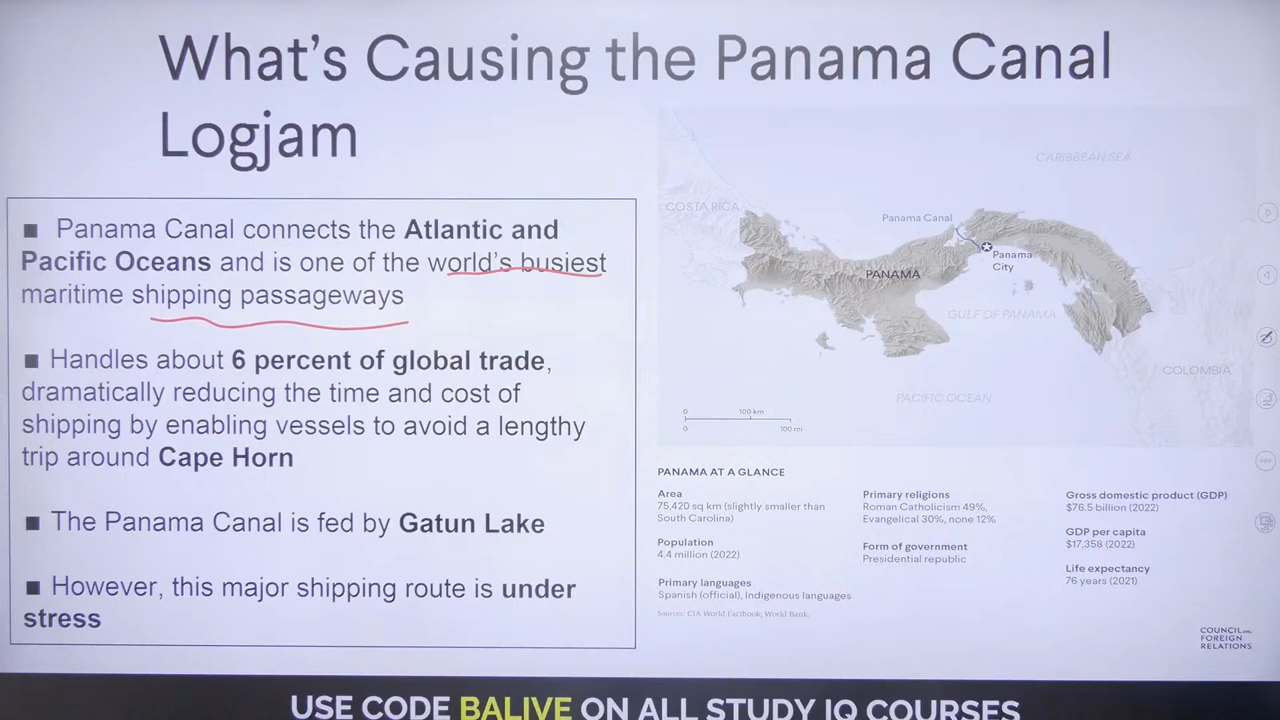 What's Causing the Panama Canal
Logjam
■ Panama Canal connects the Atlantic and
Pacific Oceans and is one of the world's busiest
maritime shipping passageways
■ Handles about 6 percent of global trade,
dramatically reducing the time and cost of
shipping by enabling vessels to avoid a lengthy
trip around Cape Horn
■ The Panama Canal is fed by Gatun Lake
■ However, this major shipping route is under
stress
CARIBBEAN SEA
COSTA RICA
Panama Canal
Panama
City
PANAMA
GULF OF PANAMA
COLOMBIA
PACIFIC OCEAN
0 100 km
0 100 mi
PANAMA AT A GLANCE
Area
75,420 sq km (slightly smaller than
South Carolina)
Population
4.4 million (2022)
Primary languages
Spanish (official), Indigenous languages
Primary religions
Roman Catholicism 49%,
Evangelical 30%, none 12%
Form of government
Presidential republic
Gross domestic product (GDP)
$76.5 billion (2022)
GDP per capita
$17,358 (2022)
Life expectancy
76 years (2021)
Sources: CIA World Factbook; World Bank.
COUNCIL on
FOREIGN
RELATIONS
USE CODE BALIVE ON ALL STUDY IQ COURSES